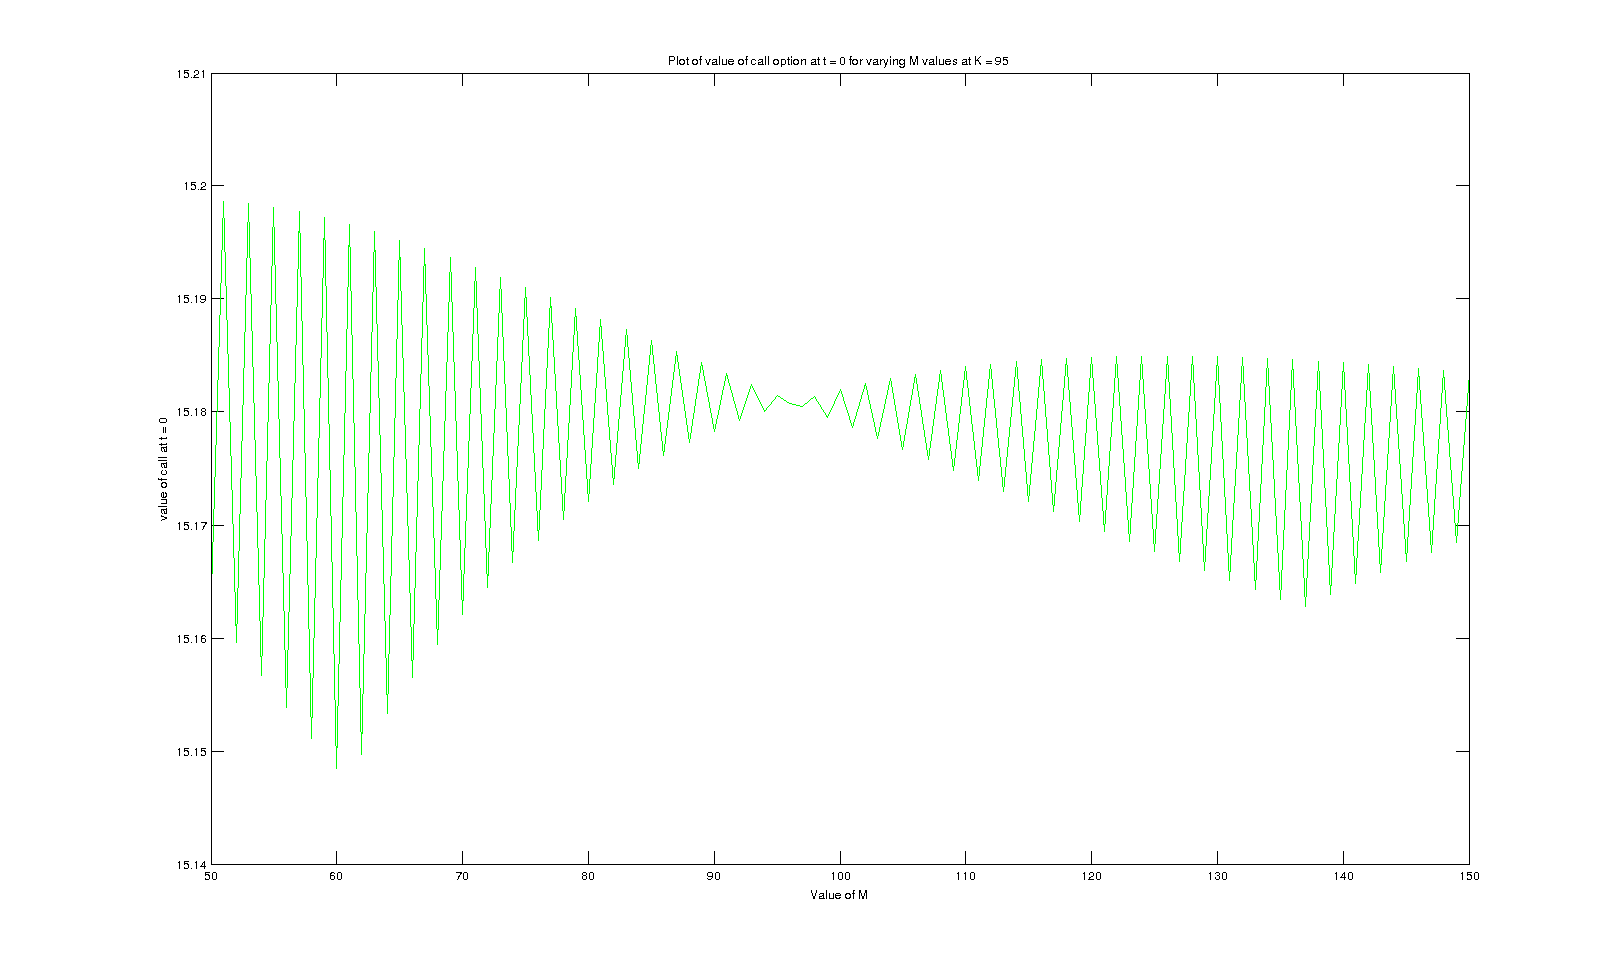 Plot of value of call option at t = 0 for varying M values at K = 95
15.21
15.2
15.19
15.18
15.17
15.16
15.15
15.14
value of call at t = 0
50 60 70 80 90 100 110 120 130 140 150
Value of M